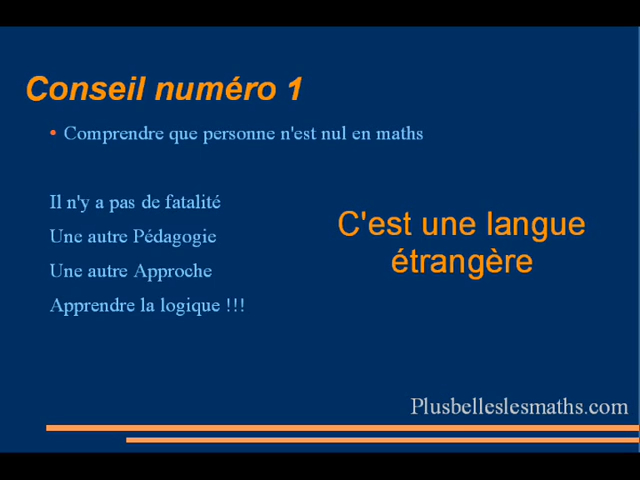 Conseil numéro 1
• Comprendre que personne n'est nul en maths
Il n'y a pas de fatalité
Une autre Pédagogie
Une autre Approche
Apprendre la logique !!!
C'est une langue
étrangère
Plusbelleslesmaths.com